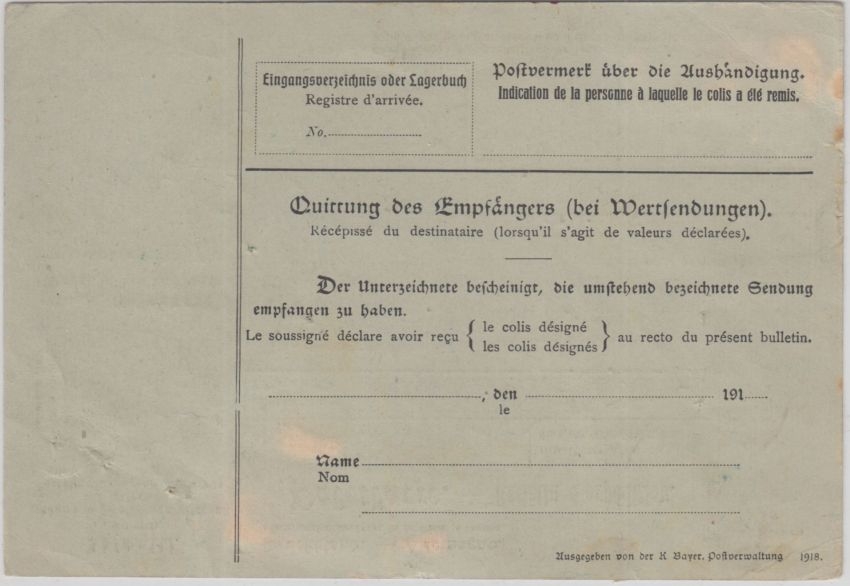 Eingangsverzeichnis oder Lagerbuch
Registre d'arrivée.
No.
Postvermerk über die Aushändigung.
Indication de la personne à laquelle le colis a été remis.
Quittung des Empfängers (bei Wertsendungen).
Récépissé du destinataire (lorsqu'il s'agit de valeurs déclarées).
Der Unterzeichnete bescheinigt, die umstehend bezeichnete Sendung
empfangen zu haben.
Le soussigné déclare avoir reçu { le colis désigné
les colis désignés } au recto du présent bulletin.
, den 191
le
Name
Nom
Ausgegeben von der K Bayer. Postverwaltung 1918.